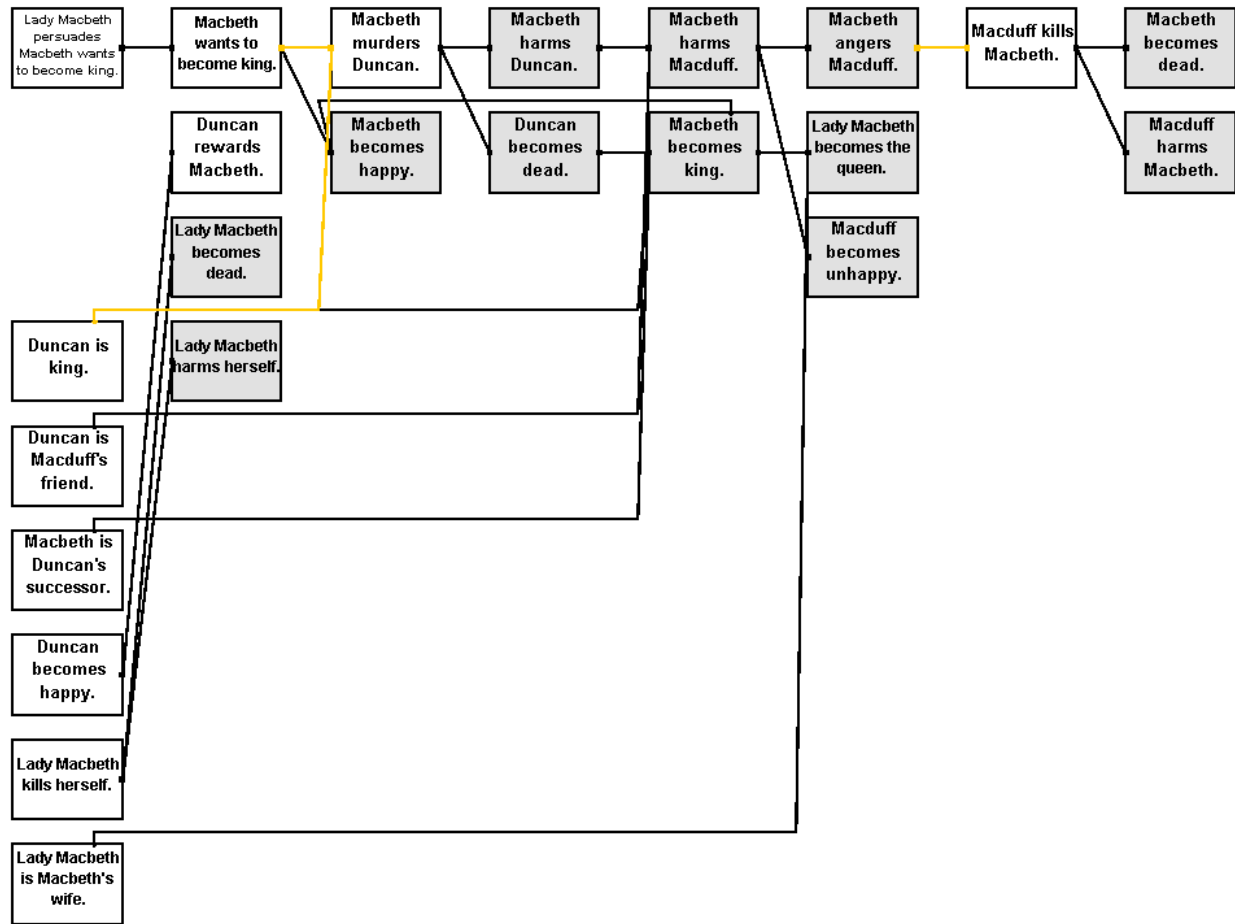 Lady Macbeth
persuades
Macbeth wants
to become king.
Macbeth
wants to
become king.
Macbeth
murders
Duncan.
Macbeth
harms
Duncan.
Macbeth
harms
Macduff.
Macbeth
angers
Macduff.
Macduff kills
Macbeth.
Macbeth
becomes
dead.
Duncan
rewards
Macbeth.
Macbeth
becomes
happy.
Duncan
becomes
dead.
Macbeth
becomes
king.
Lady Macbeth
becomes the
queen.
Macduff
harms
Macbeth.
Lady Macbeth
becomes
dead.
Macduff
becomes
unhappy.
Duncan is
king.
Lady Macbeth
harms herself.
Duncan is
Macduff's
friend.
Macbeth is
Duncan's
successor.
Duncan
becomes
happy.
Lady Macbeth
kills herself.
Lady Macbeth
is Macbeth's
wife.